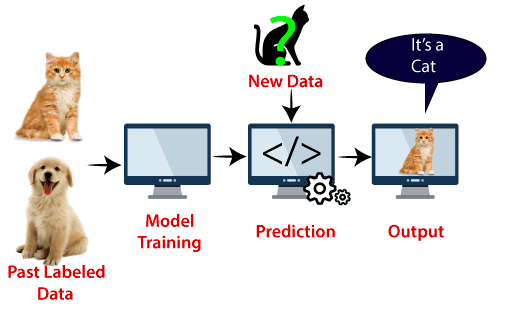 It's a
Cat
?
New Data
</>
Model
Training
Prediction
Output
Past Labeled
Data